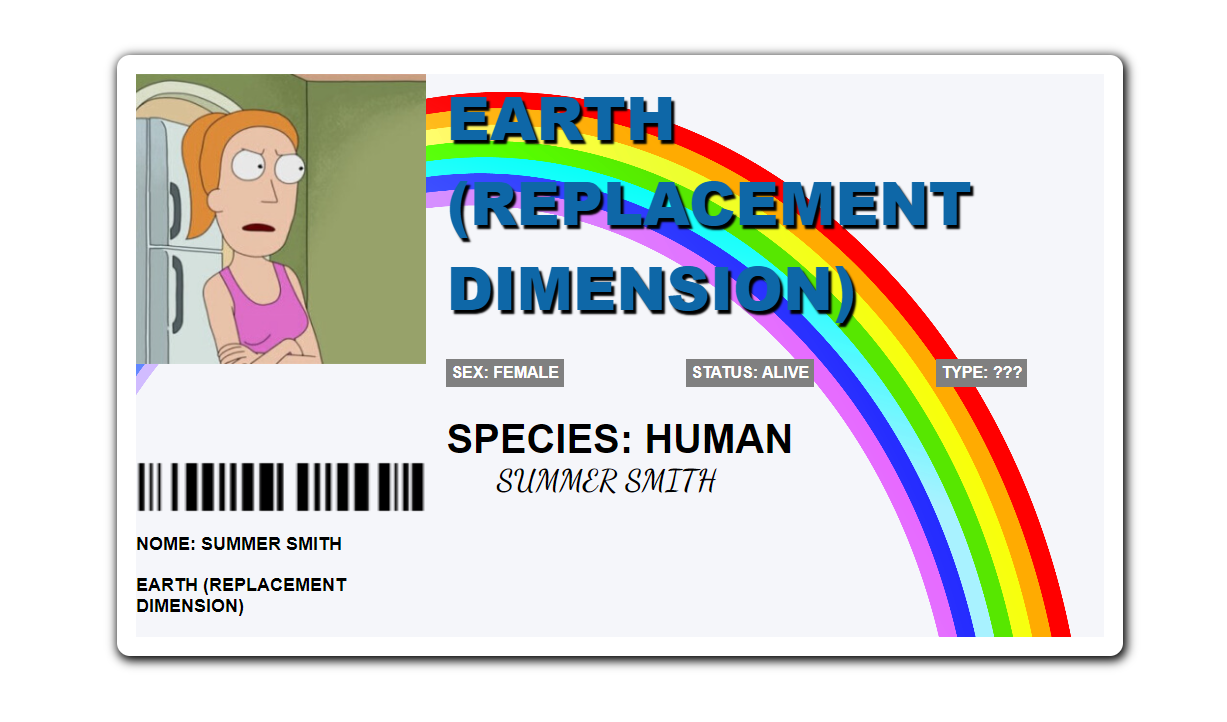 EARTH
(REPLACEMENT
DIMENSION)
SEX: FEMALE
STATUS: ALIVE
TYPE: ???
SPECIES: HUMAN
SUMMER SMITH
NOME: SUMMER SMITH
EARTH (REPLACEMENT
DIMENSION)